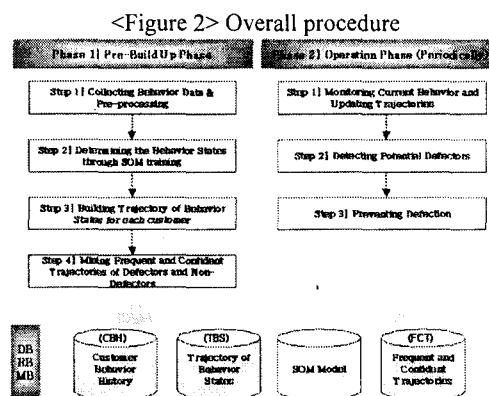 <Figure 2> Overall procedure
Phase 1] Pre-Build Up Phase
Phase 2] Operation Phase (Periodically)
Step 1] Collecting Behavior Data &
Pre-processing
Step 2] Determining the Behavior States
through SOM training
Step 3] Building Trajectory of Behavior
States for each customer
Step 4] Mining Frequent and Confident
Trajectories of Defectors and Non-
Defectors
Step 1] Monitoring Current Behavior and
Updating Trajectories
Step 2] Detecting Potential Defectors
Step 3] Preventing Defection
DB
RB
MB
(CBH)
Customer
Behavior
History
(TBS)
Trajectory of
Behavior
States
SOM Model
(FCT)
Frequent and
Confident
Trajectories